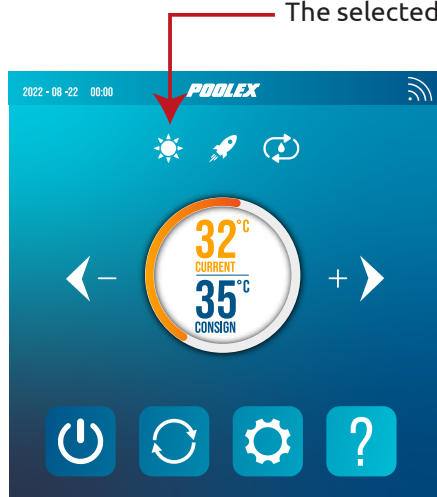 The selected
2022 - 08 -22 00:00
POOLEX
32°C
CURRENT
35°C
CONSIGN
− +
?